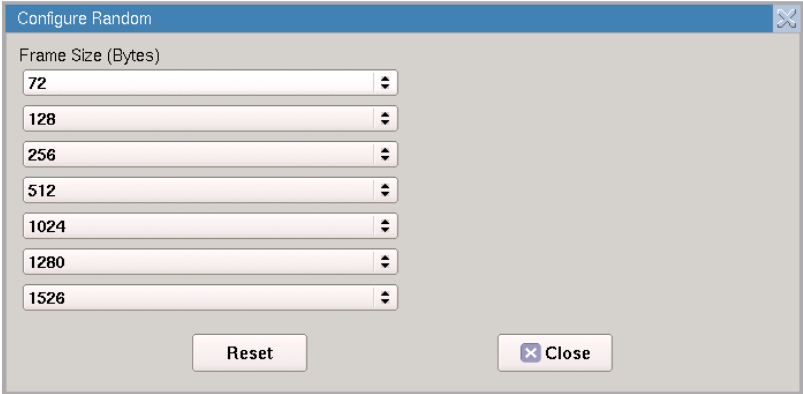 Configure Random
Frame Size (Bytes)
72
128
256
512
1024
1280
1526
Reset
Close